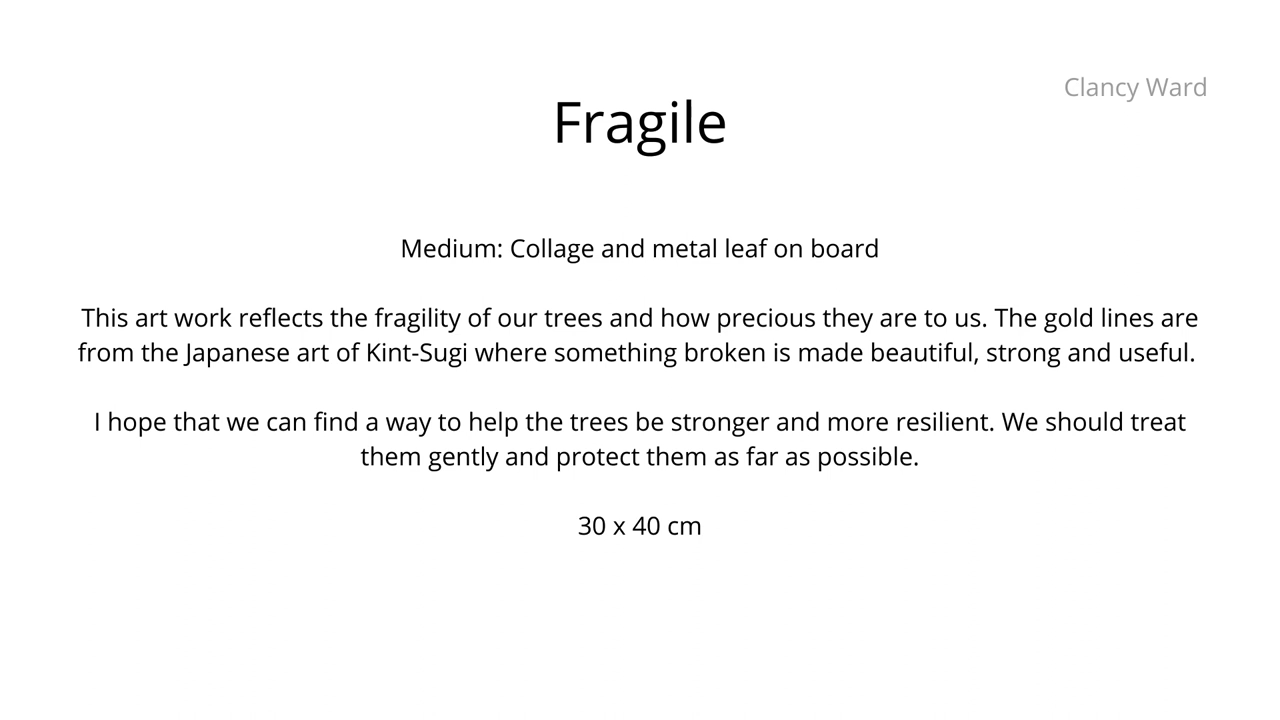 Clancy Ward
Fragile
Medium: Collage and metal leaf on board
This art work reflects the fragility of our trees and how precious they are to us. The gold lines are
from the Japanese art of Kint-Sugi where something broken is made beautiful, strong and useful.
I hope that we can find a way to help the trees be stronger and more resilient. We should treat
them gently and protect them as far as possible.
30 x 40 cm